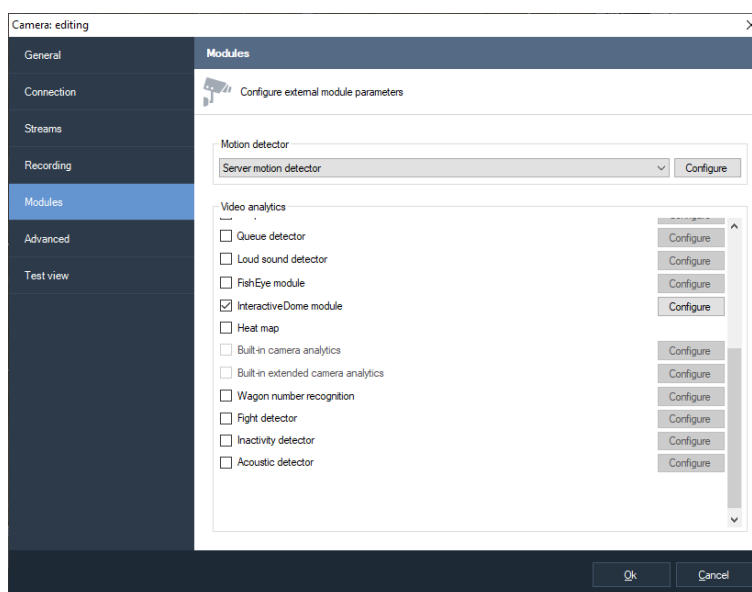 Camera: editing
General
Connection
Streams
Recording
Modules
Advanced
Test view
Modules
Configure external module parameters
Motion detector
Server motion detector
Configure
Video analytics
Queue detector Configure
Loud sound detector Configure
FishEye module Configure
InteractiveDome module Configure
Heat map
Built-in camera analytics Configure
Built-in extended camera analytics Configure
Wagon number recognition Configure
Fight detector Configure
Inactivity detector Configure
Acoustic detector Configure
Ok
Cancel